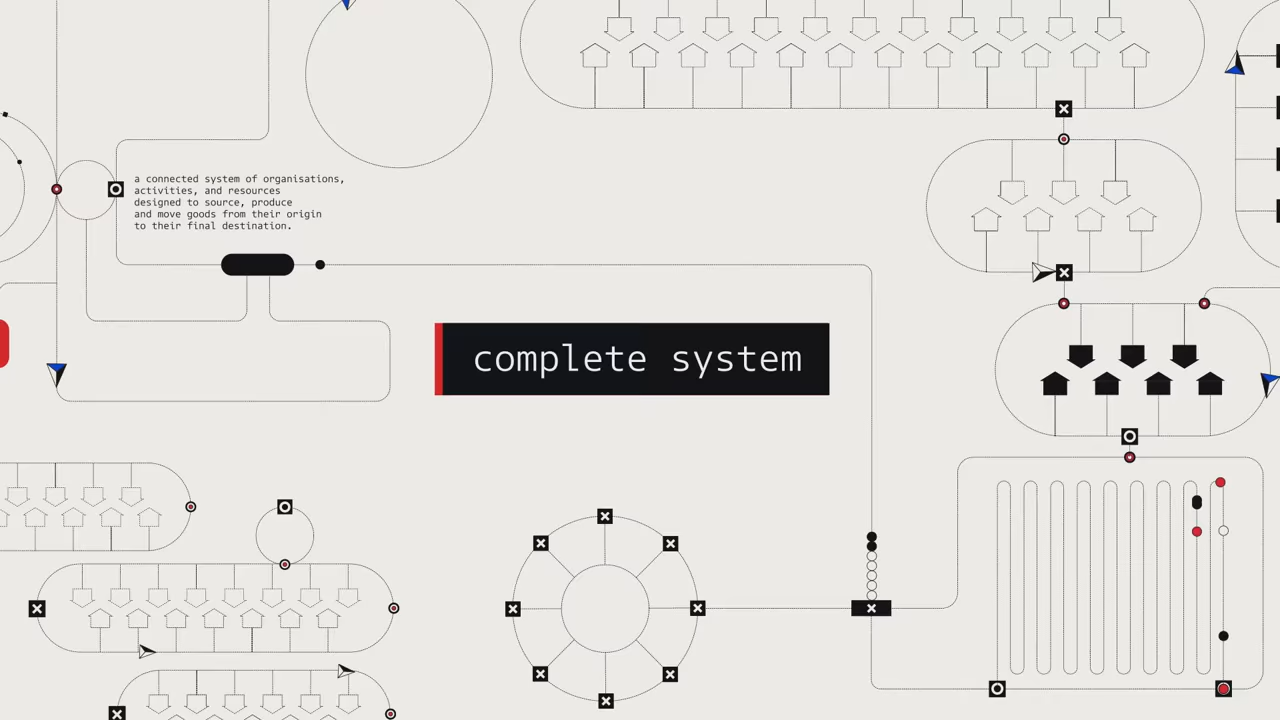 a connected system of organisations,
activities, and resources
designed to source, produce
and move goods from their origin
to their final destination.
complete system